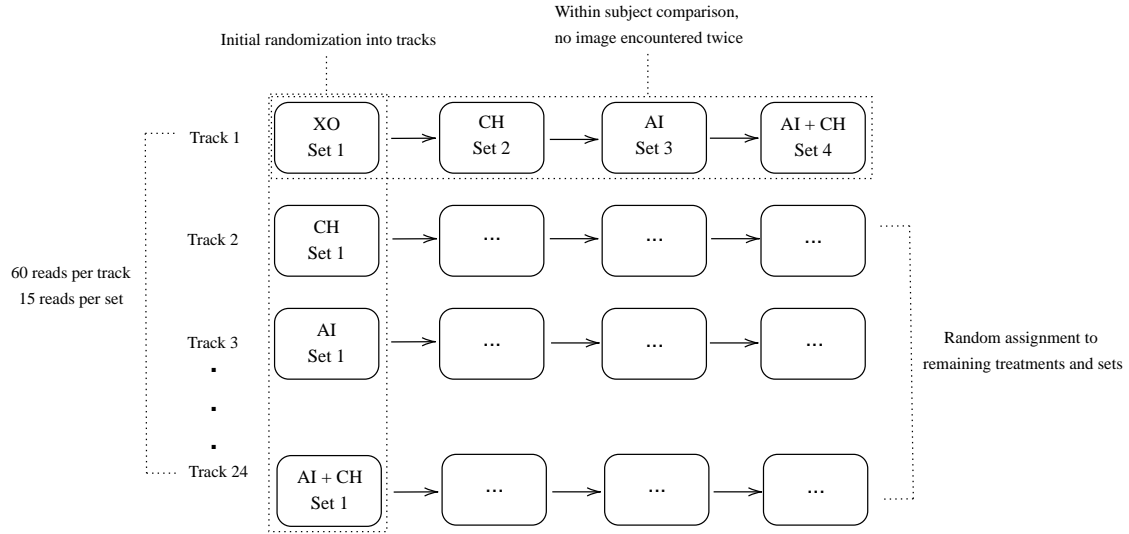 Within subject comparison,
no image encountered twice
Initial randomization into tracks
Track 1
XO
Set 1
CH
Set 2
AI
Set 3
AI + CH
Set 4
Track 2
CH
Set 1
...
...
...
60 reads per track
15 reads per set
Track 3
AI
Set 1
...
...
...
Random assignment to
remaining treatments and sets
Track 24
AI + CH
Set 1
...
...
...